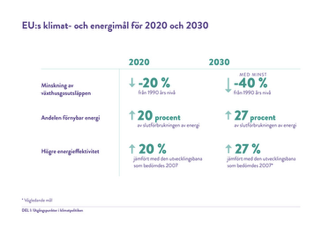 EU:s klimat- och energimål för 2020 och 2030
2020 2030
Minskning av växthusgasutsläppen
-20 %
från 1990 års nivå
MED MINST
-40 %
från 1990 års nivå
Andelen förnybar energi
20 procent
av slutförbrukningen av energi
27 procent
av slutförbrukningen av energi
Högre energieffektivitet
20 %
jämfört med den utvecklingsbana
som bedömdes 2007
27 %
jämfört med den utvecklingsbana
som bedömdes 2007*
* Vägledande mål
DEL 1: Utgångspunkter i klimatpolitiken